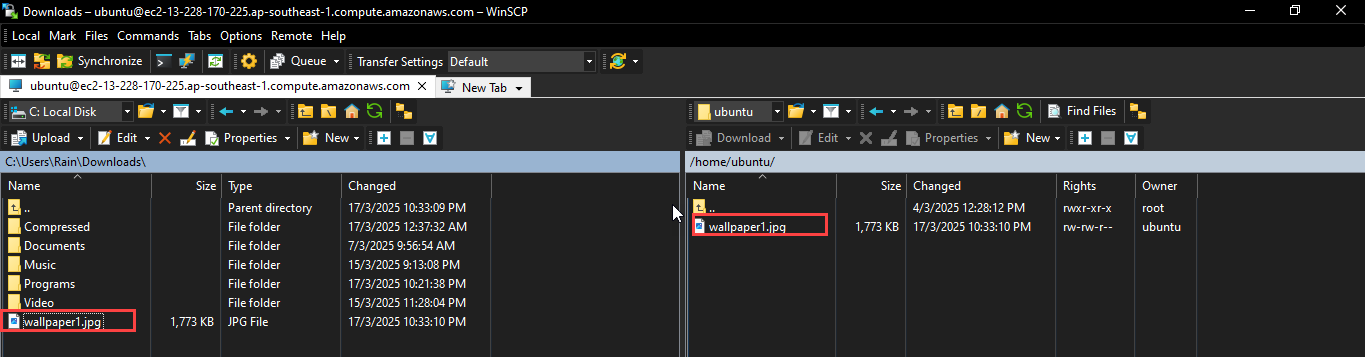 Downloads – ubuntu@ec2-13-228-170-225.ap-southeast-1.compute.amazonaws.com – WinSCP
Local Mark Files Commands Tabs Options Remote Help
Synchronize Queue Transfer Settings Default
ubuntu@ec2-13-228-170-225.ap-southeast-1.compute.amazonaws.com New Tab
C: Local Disk
Upload Edit Properties New
C:\Users\Rain\Downloads\
Name Size Type Changed
.. Parent directory 17/3/2025 10:33:09 PM
Compressed File folder 17/3/2025 12:37:32 AM
Documents File folder 7/3/2025 9:56:54 AM
Music File folder 15/3/2025 9:13:08 PM
Programs File folder 17/3/2025 10:21:38 PM
Video File folder 15/3/2025 11:28:04 PM
wallpaper1.jpg 1,773 KB JPG File 17/3/2025 10:33:10 PM
ubuntu Find Files
Download Edit Properties New
/home/ubuntu/
Name Size Changed Rights Owner
.. 4/3/2025 12:28:12 PM rwxr-xr-x root
wallpaper1.jpg 1,773 KB 17/3/2025 10:33:10 PM rw-rw-r-- ubuntu